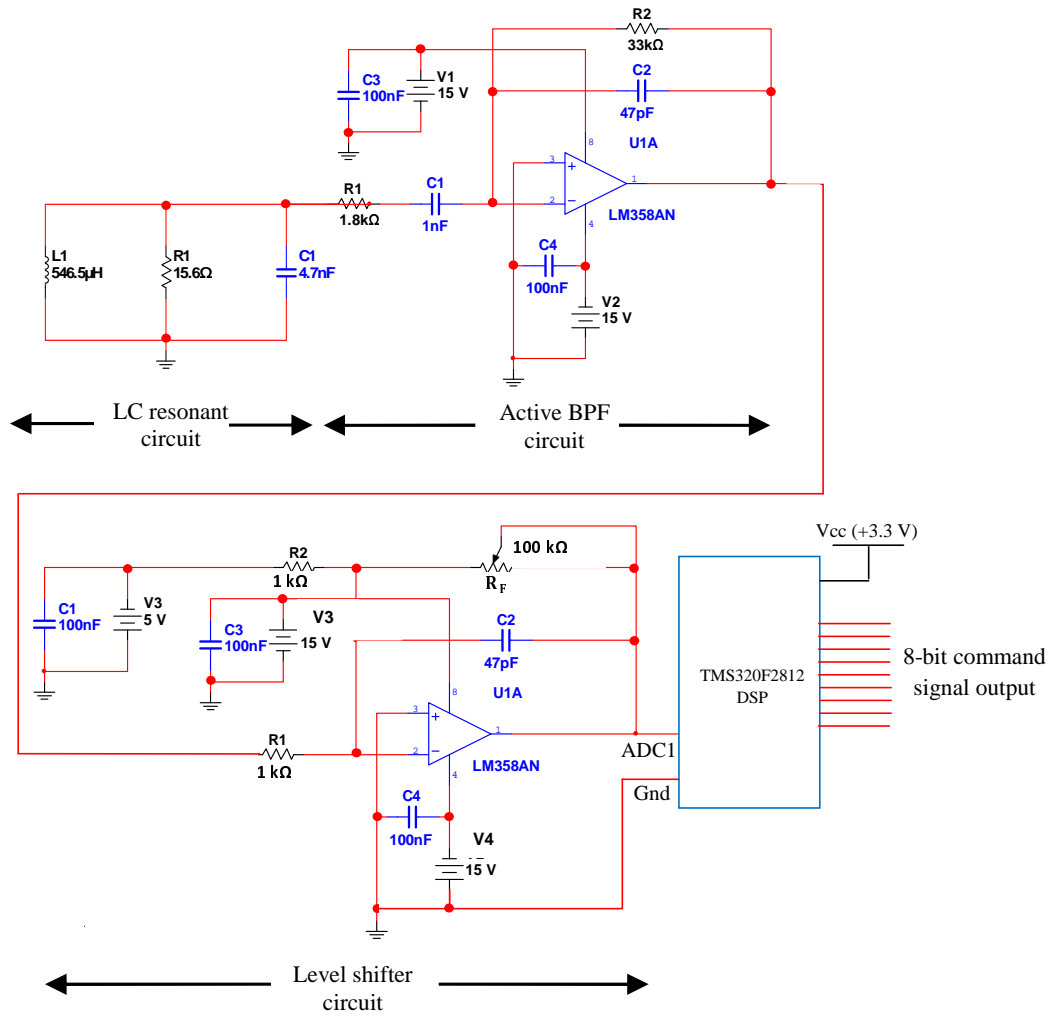 R2
33kΩ
C3
100nF
V1
15 V
C2
47pF
U1A
8
3
1
2
4
LM358AN
R1
1.8kΩ
C1
1nF
L1
546.5µH
R1
15.6Ω
C1
4.7nF
C4
100nF
V2
15 V
LC resonant
circuit
Active BPF
circuit
R2
1 kΩ
100 kΩ
RF
C1
100nF
V3
5 V
C3
100nF
V3
15 V
C2
47pF
U1A
8
3
1
2
4
LM358AN
R1
1 kΩ
C4
100nF
V4
15 V
Vcc (+3.3 V)
TMS320F2812
DSP
ADC1
Gnd
8-bit command
signal output
Level shifter
circuit